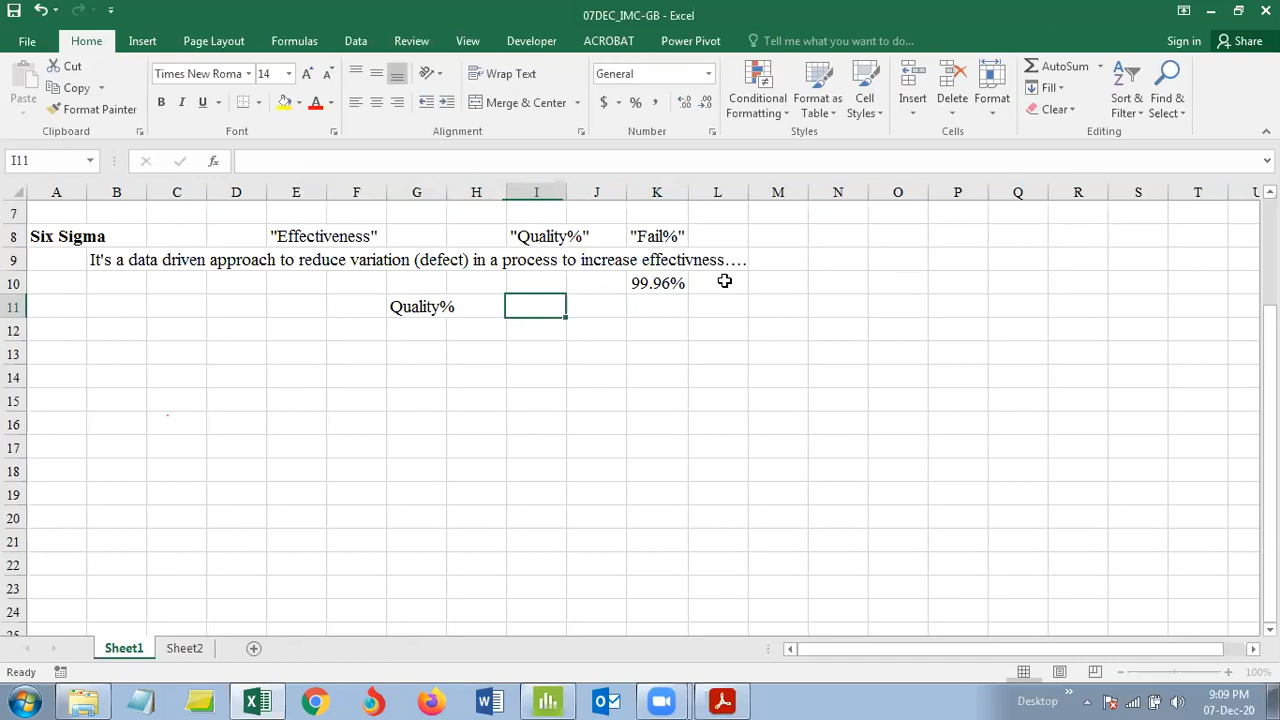 07DEC_IMC-GB - Excel
File Home Insert Page Layout Formulas Data Review View Developer ACROBAT Power Pivot Tell me what you want to do... Sign in Share
Paste
Cut
Copy
Format Painter
Times New Roma 14
B I U A
Wrap Text
Merge & Center
General
$ % ,
Conditional Formatting
Format as Table
Cell Styles
Insert
Delete
Format
AutoSum
Fill
Clear
Sort & Filter
Find & Select
Clipboard Font Alignment Number Styles Cells Editing
I11 fx
A B C D E F G H I J K L M N O P Q R S T U
7
8 Six Sigma "Effectiveness" "Quality%" "Fail%"
9 It's a data driven approach to reduce variation (defect) in a process to increase effectivness….
10 99.96%
11 Quality%
12
13
14
15
16
17
18
19
20
21
22
23
24
25
Sheet1 Sheet2
Ready 100%
Desktop 9:09 PM
07-Dec-20